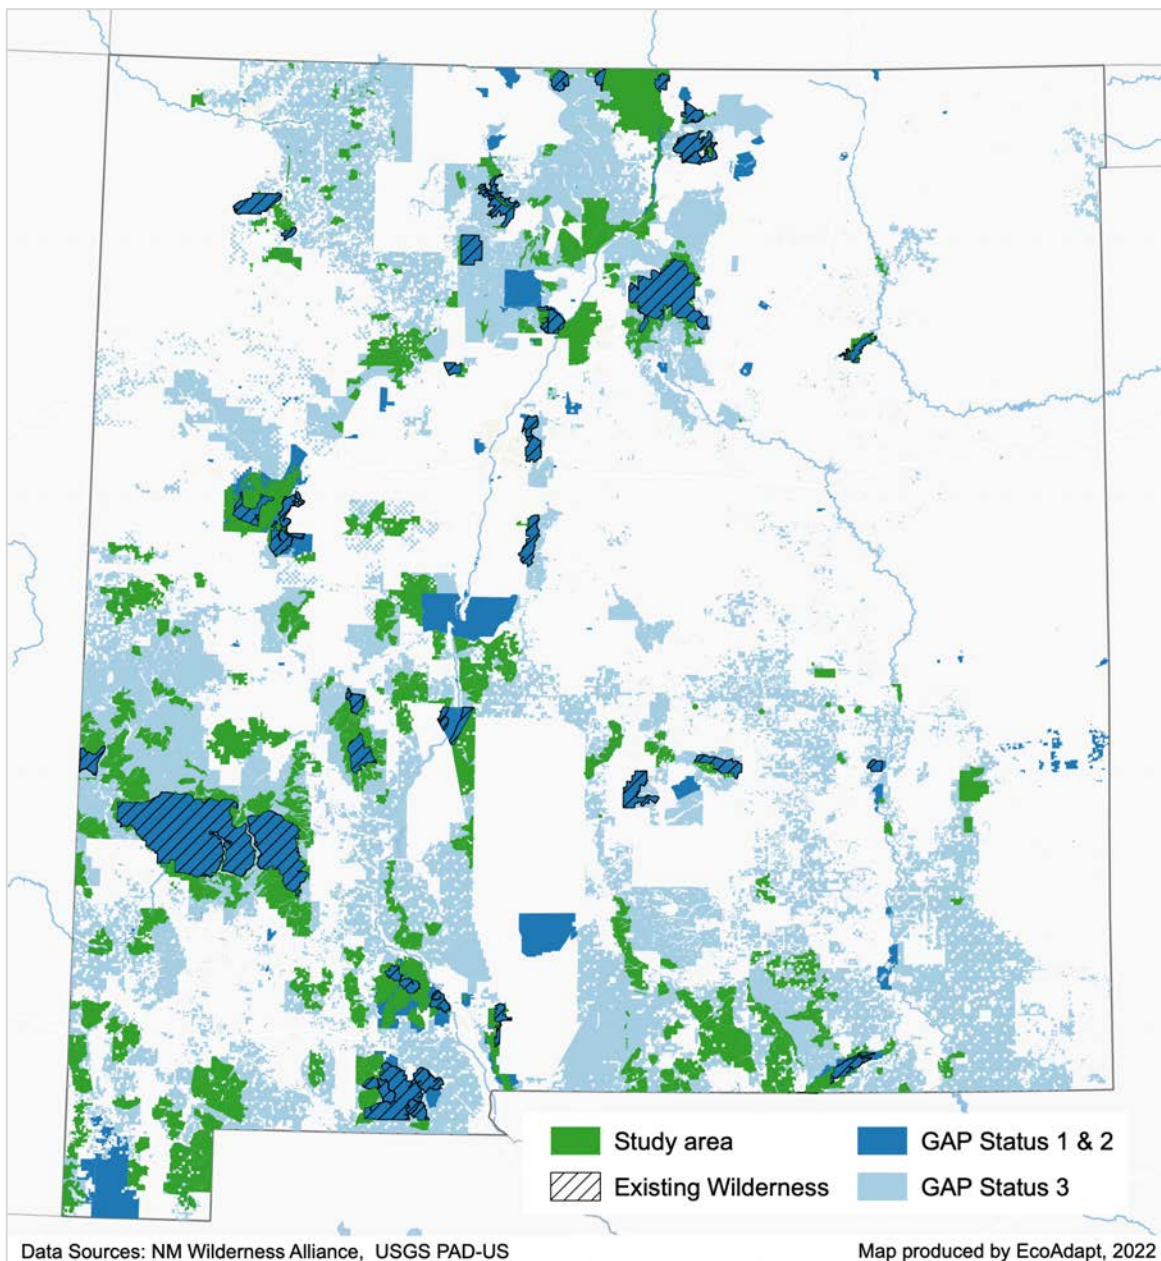 Study area
GAP Status 1 & 2
Existing Wilderness
GAP Status 3
Data Sources: NM Wilderness Alliance, USGS PAD-US
Map produced by EcoAdapt, 2022